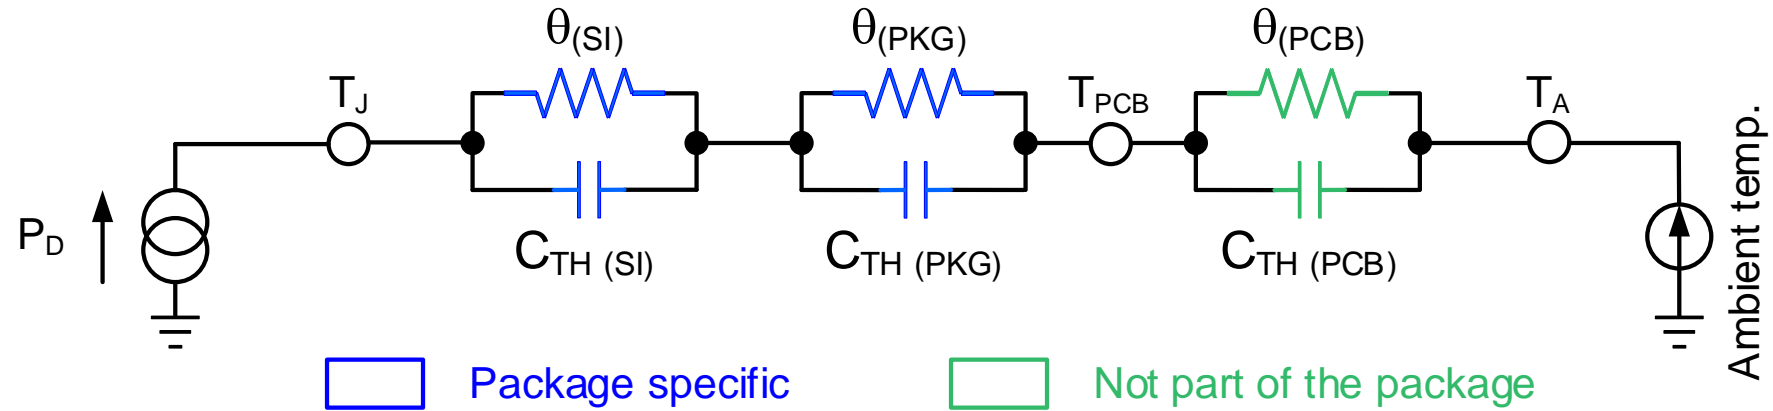 θ(SI) θ(PKG) θ(PCB)
TJ TPCB TA
PD
CTH (SI) CTH (PKG) CTH (PCB)
Ambient temp.
Package specific Not part of the package